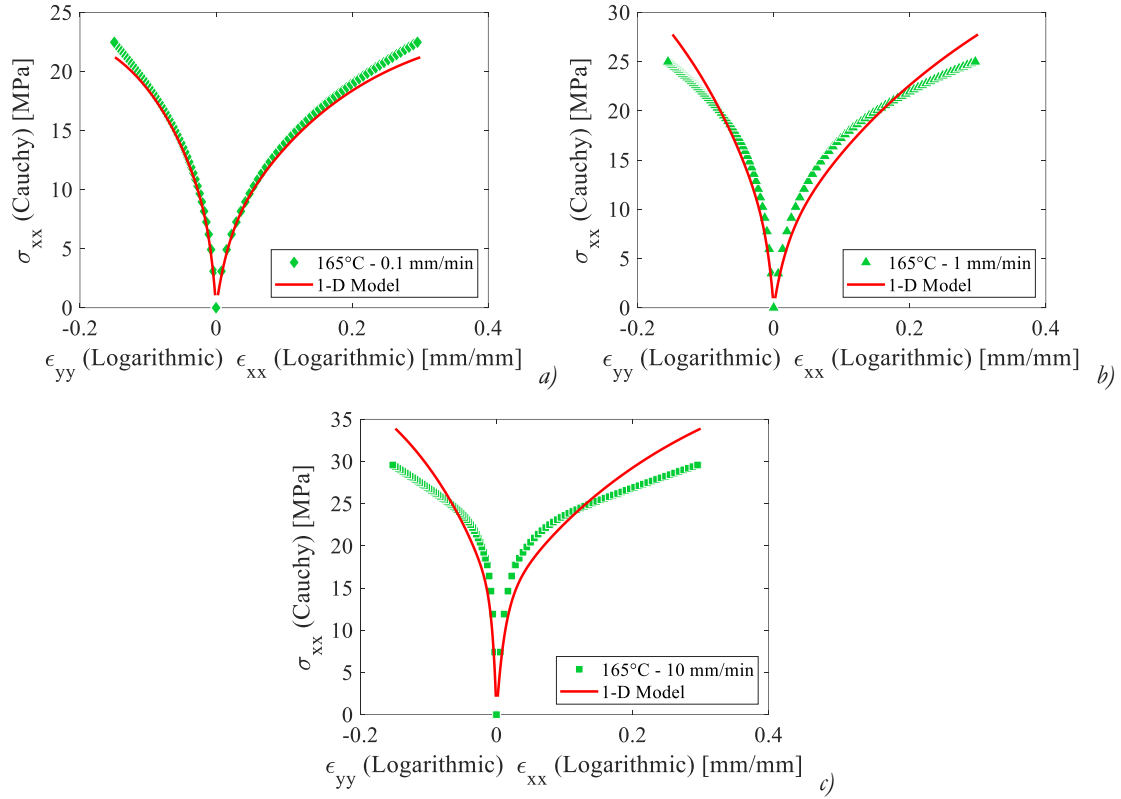 25
20
15
10
5
0
σxx (Cauchy) [MPa]
165°C - 0.1 mm/min
1-D Model
-0.2 0 0.2 0.4
ϵyy (Logarithmic) ϵxx (Logarithmic) [mm/mm]
a)
30
25
20
15
10
5
0
σxx (Cauchy) [MPa]
165°C - 1 mm/min
1-D Model
-0.2 0 0.2 0.4
ϵyy (Logarithmic) ϵxx (Logarithmic) [mm/mm]
b)
35
30
25
20
15
10
5
0
σxx (Cauchy) [MPa]
165°C - 10 mm/min
1-D Model
-0.2 0 0.2 0.4
ϵyy (Logarithmic) ϵxx (Logarithmic) [mm/mm]
c)